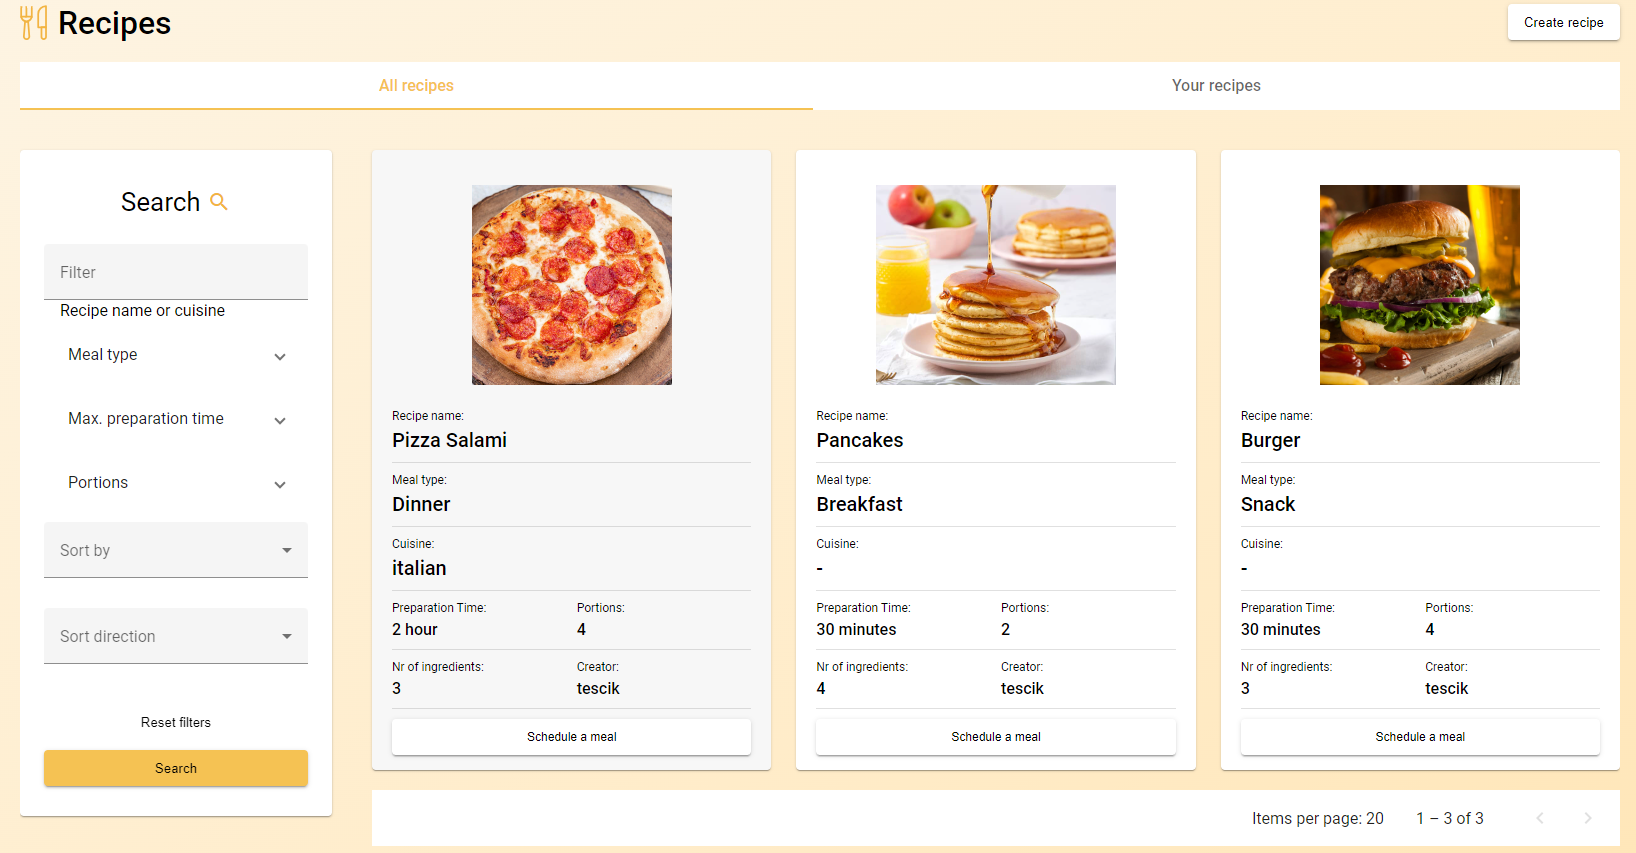 Recipes
Create recipe
All recipes
Your recipes
Search
Filter
Recipe name or cuisine
Meal type
Max. preparation time
Portions
Sort by
Sort direction
Reset filters
Search
Recipe name:
Pizza Salami
Meal type:
Dinner
Cuisine:
italian
Preparation Time: Portions:
2 hour 4
Nr of ingredients: Creator:
3 tescik
Schedule a meal
Recipe name:
Pancakes
Meal type:
Breakfast
Cuisine:
-
Preparation Time: Portions:
30 minutes 2
Nr of ingredients: Creator:
4 tescik
Schedule a meal
Recipe name:
Burger
Meal type:
Snack
Cuisine:
-
Preparation Time: Portions:
30 minutes 4
Nr of ingredients: Creator:
3 tescik
Schedule a meal
Items per page: 20 1 – 3 of 3